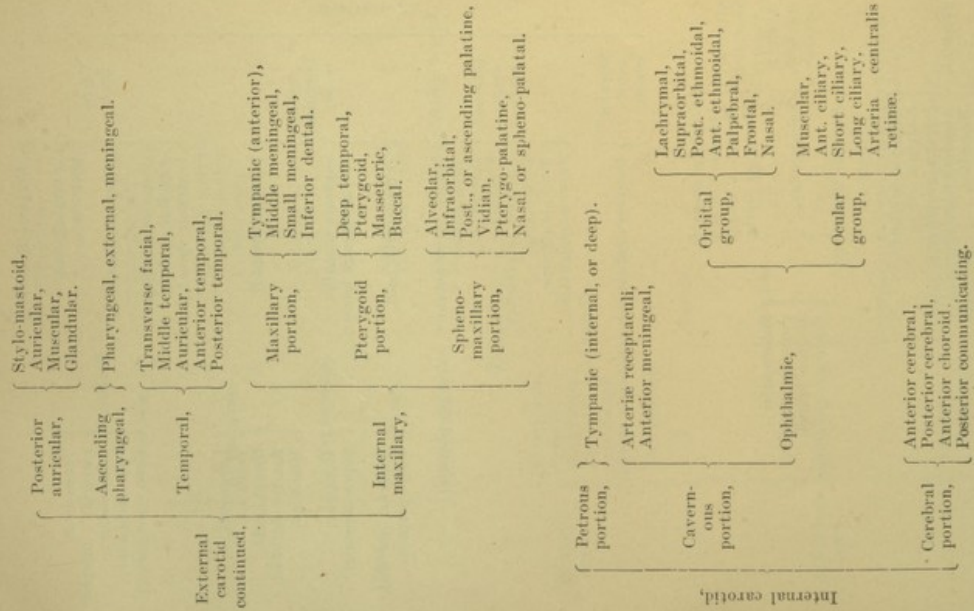 External
carotid
continued,
Posterior
auricular,
Stylo-mastoid,
Auricular,
Muscular,
Glandular.
Ascending
pharyngeal,
Pharyngeal, external, meningeal.
Temporal,
Transverse facial,
Middle temporal,
Auricular,
Anterior temporal,
Posterior temporal.
Internal
maxillary,
Maxillary
portion,
Tympanic (anterior),
Middle meningeal,
Small meningeal,
Inferior dental.
Pterygoid
portion,
Deep temporal,
Pterygoid,
Masseteric,
Buccal.
Spheno-
maxillary
portion,
Alveolar,
Infraorbital,
Post., or ascending palatine,
Vidian,
Pterygo-palatine,
Nasal or spheno-palatal.
Internal carotid,
Petrous
portion,
Tympanic (internal, or deep).
Cavern-
ous
portion,
Arteriæ receptaculi,
Anterior meningeal,
Ophthalmic,
Orbital
group,
Lachrymal,
Supraorbital,
Post. ethmoidal,
Ant. ethmoidal,
Palpebral,
Frontal,
Nasal.
Ocular
group,
Muscular,
Ant. ciliary,
Short ciliary,
Long ciliary,
Arteria centralis
retinæ.
Cerebral
portion,
Anterior cerebral,
Posterior cerebral,
Anterior choroid
Posterior communicating,